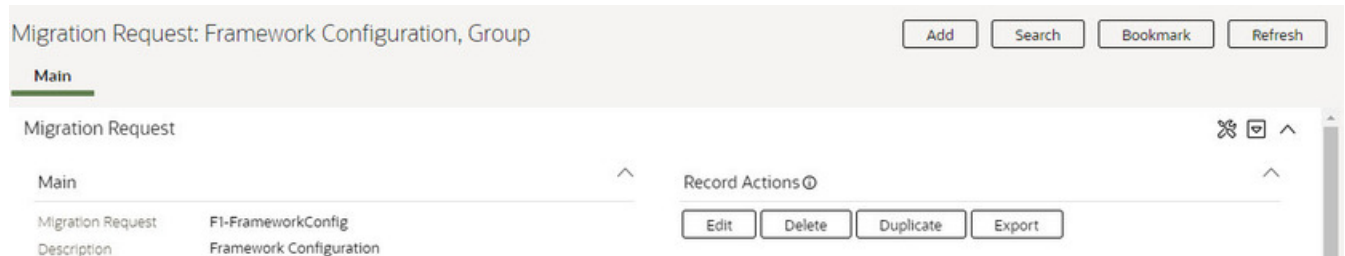 Migration Request: Framework Configuration, Group
Add Search Bookmark Refresh
Main
Migration Request
Main
Record Actions
Migration Request F1-FrameworkConfig
Edit Delete Duplicate Export
Description Framework Configuration